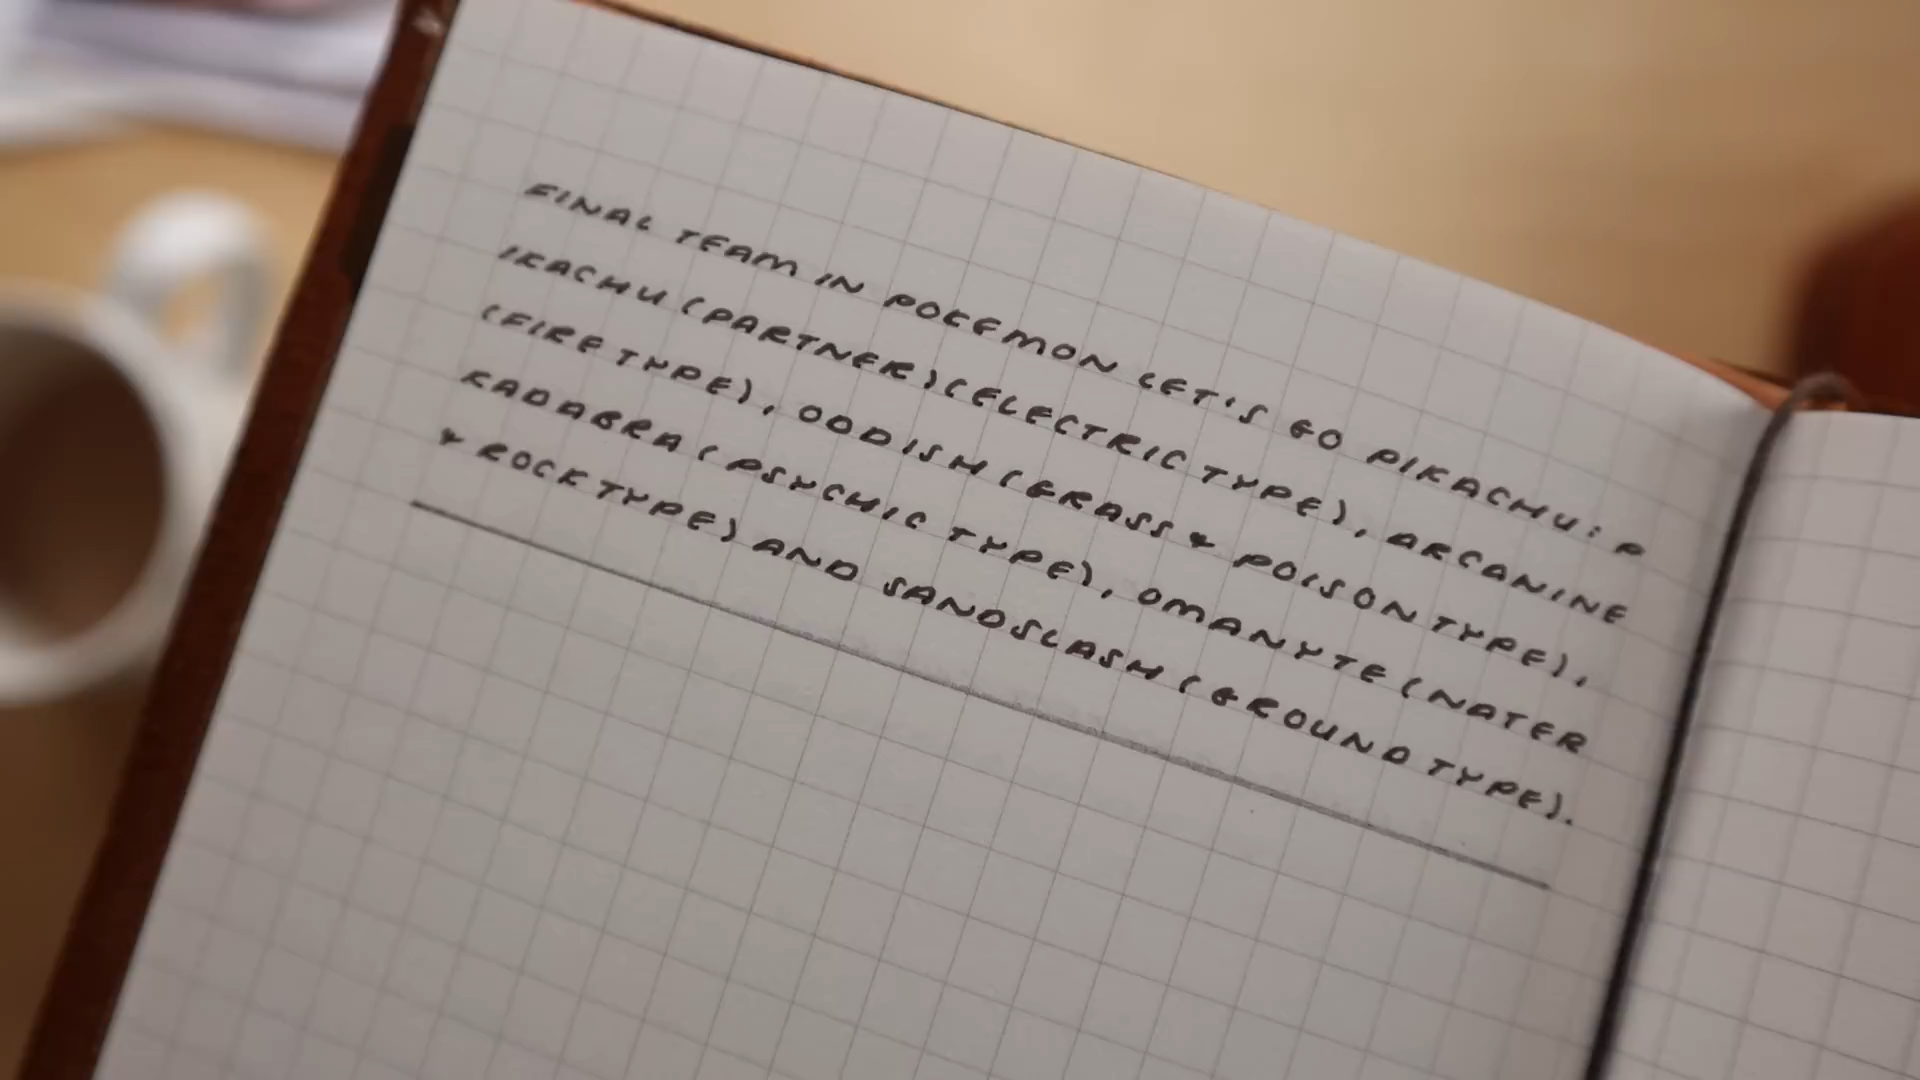 FINAL TEAM IN POKEMON LET'S GO PIKACHU: P
IKACHU (PARTNER) (ELECTRIC TYPE), ARCANINE
(FIRE TYPE), ODDISH (GRASS & POISON TYPE),
KADABRA (PSYCHIC TYPE), OMANYTE (WATER
& ROCK TYPE) AND SANDSLASH (GROUND TYPE).